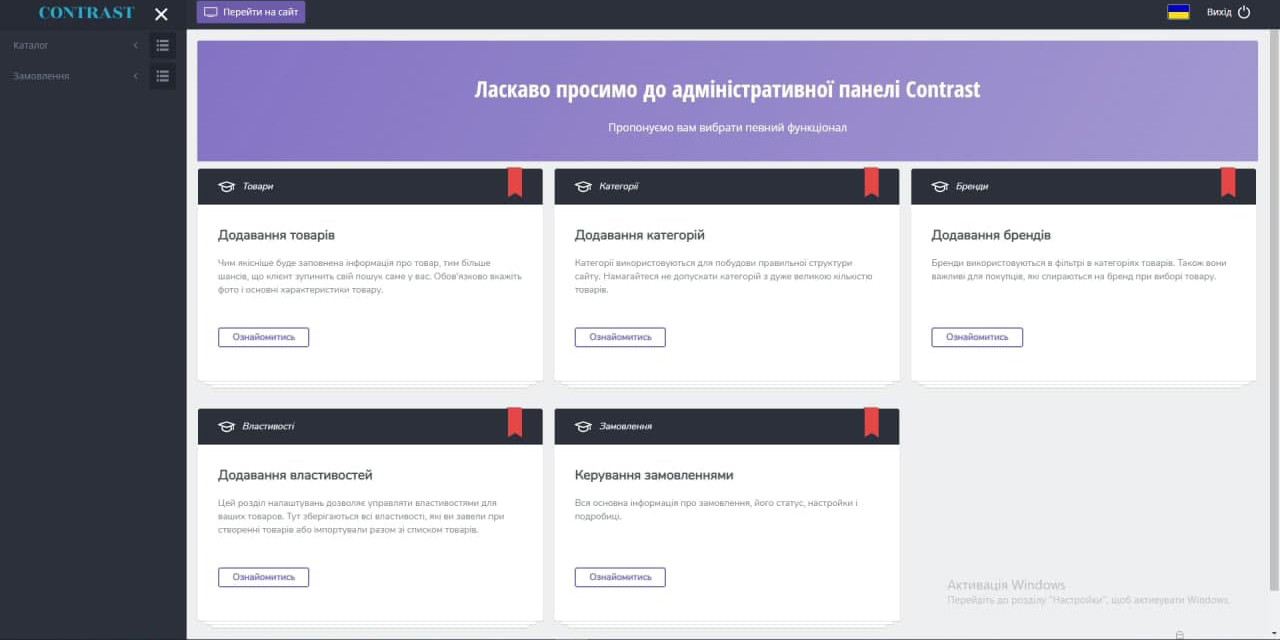 CONTRAST
Перейти на сайт
Вихід
Каталог
Замовлення
Ласкаво просимо до адміністративної панелі Contrast
Пропонуємо вам вибрати певний функціонал
Товари
Додавання товарів
Чим якісніше буде заповнена інформація про товар, тим більше
шансів, що клієнт зупинить свій пошук саме у вас. Обов'язково вкажіть
фото і основні характеристики товару.
Ознайомитись
Категорії
Додавання категорій
Категорії використовуються для побудови правильної структури
сайту. Намагайтеся не допускати категорій з дуже великою кількістю
товарів.
Ознайомитись
Бренди
Додавання брендів
Бренди використовуються в фільтрі в категоріях товарів. Також вони
важливі для покупців, які спираються на бренд при виборі товару.
Ознайомитись
Властивості
Додавання властивостей
Цей розділ налаштувань дозволяє управляти властивостями для
ваших товарів. Тут зберігаються всі властивості, які ви завели при
створенні товарів або імпортували разом зі списком товарів.
Ознайомитись
Замовлення
Керування замовленнями
Вся основна інформація про замовлення, його статус, настройки і
подробиці.
Ознайомитись
Активація Windows
Перейдіть до розділу "Настройки", щоб активувати Windows.